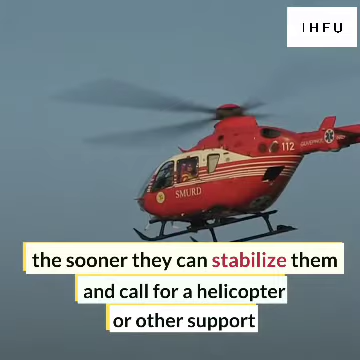 IHFU
SMURD
112
the sooner they can stabilize them
and call for a helicopter
or other support